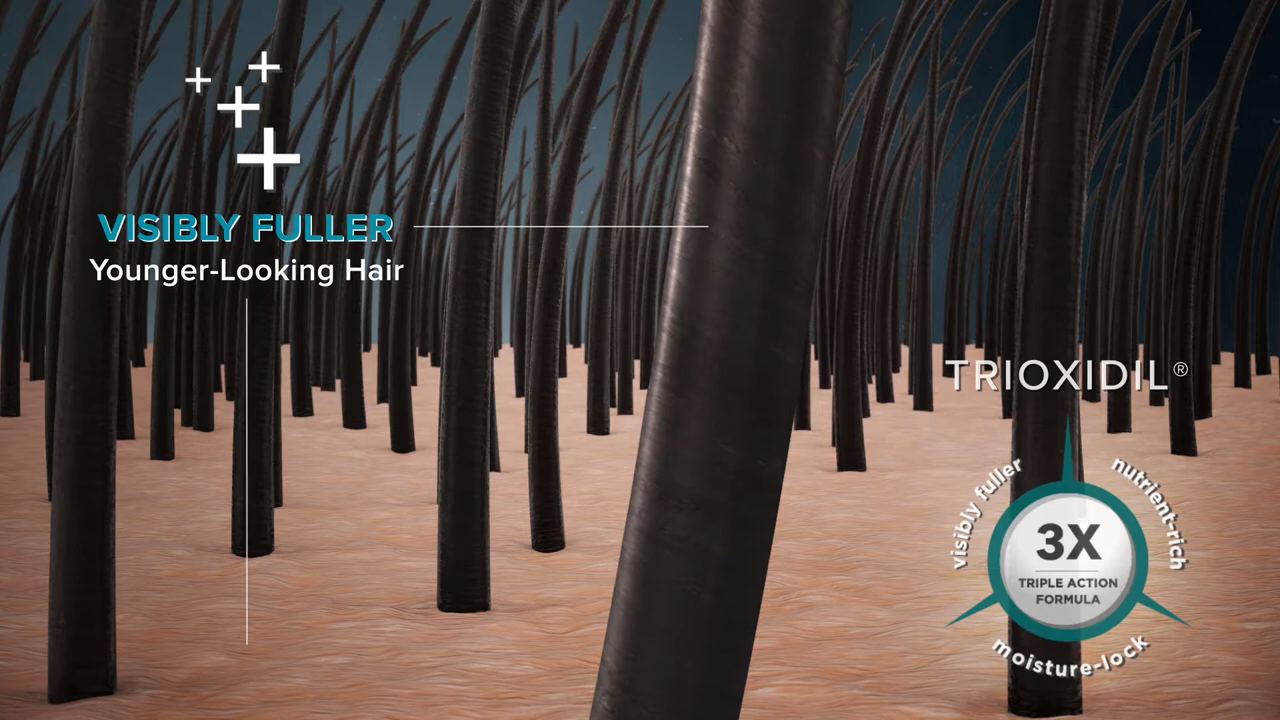 VISIBLY FULLER
Younger-Looking Hair
TRIOXIDIL®
visibly fuller
nutrient-rich
3X
TRIPLE ACTION
FORMULA
moisture-lock